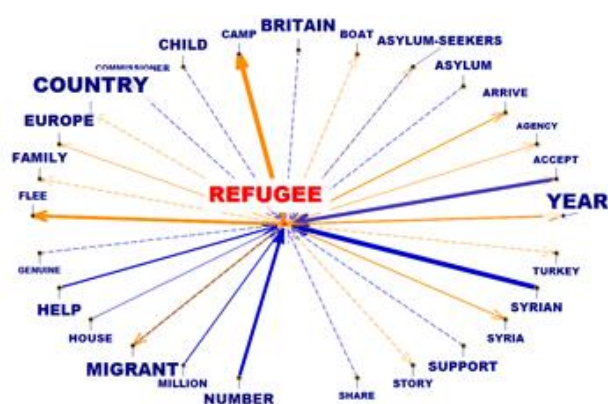 BRITAIN
CAMP
BOAT
CHILD
ASYLUM-SEEKERS
COMMISSIONER
ASYLUM
COUNTRY
ARRIVE
EUROPE
AGENCY
FAMILY
ACCEPT
REFUGEE
FLEE
YEAR
GENUINE
TURKEY
HELP
SYRIAN
HOUSE
SYRIA
MIGRANT
SUPPORT
MILLION
STORY
NUMBER
SHARE